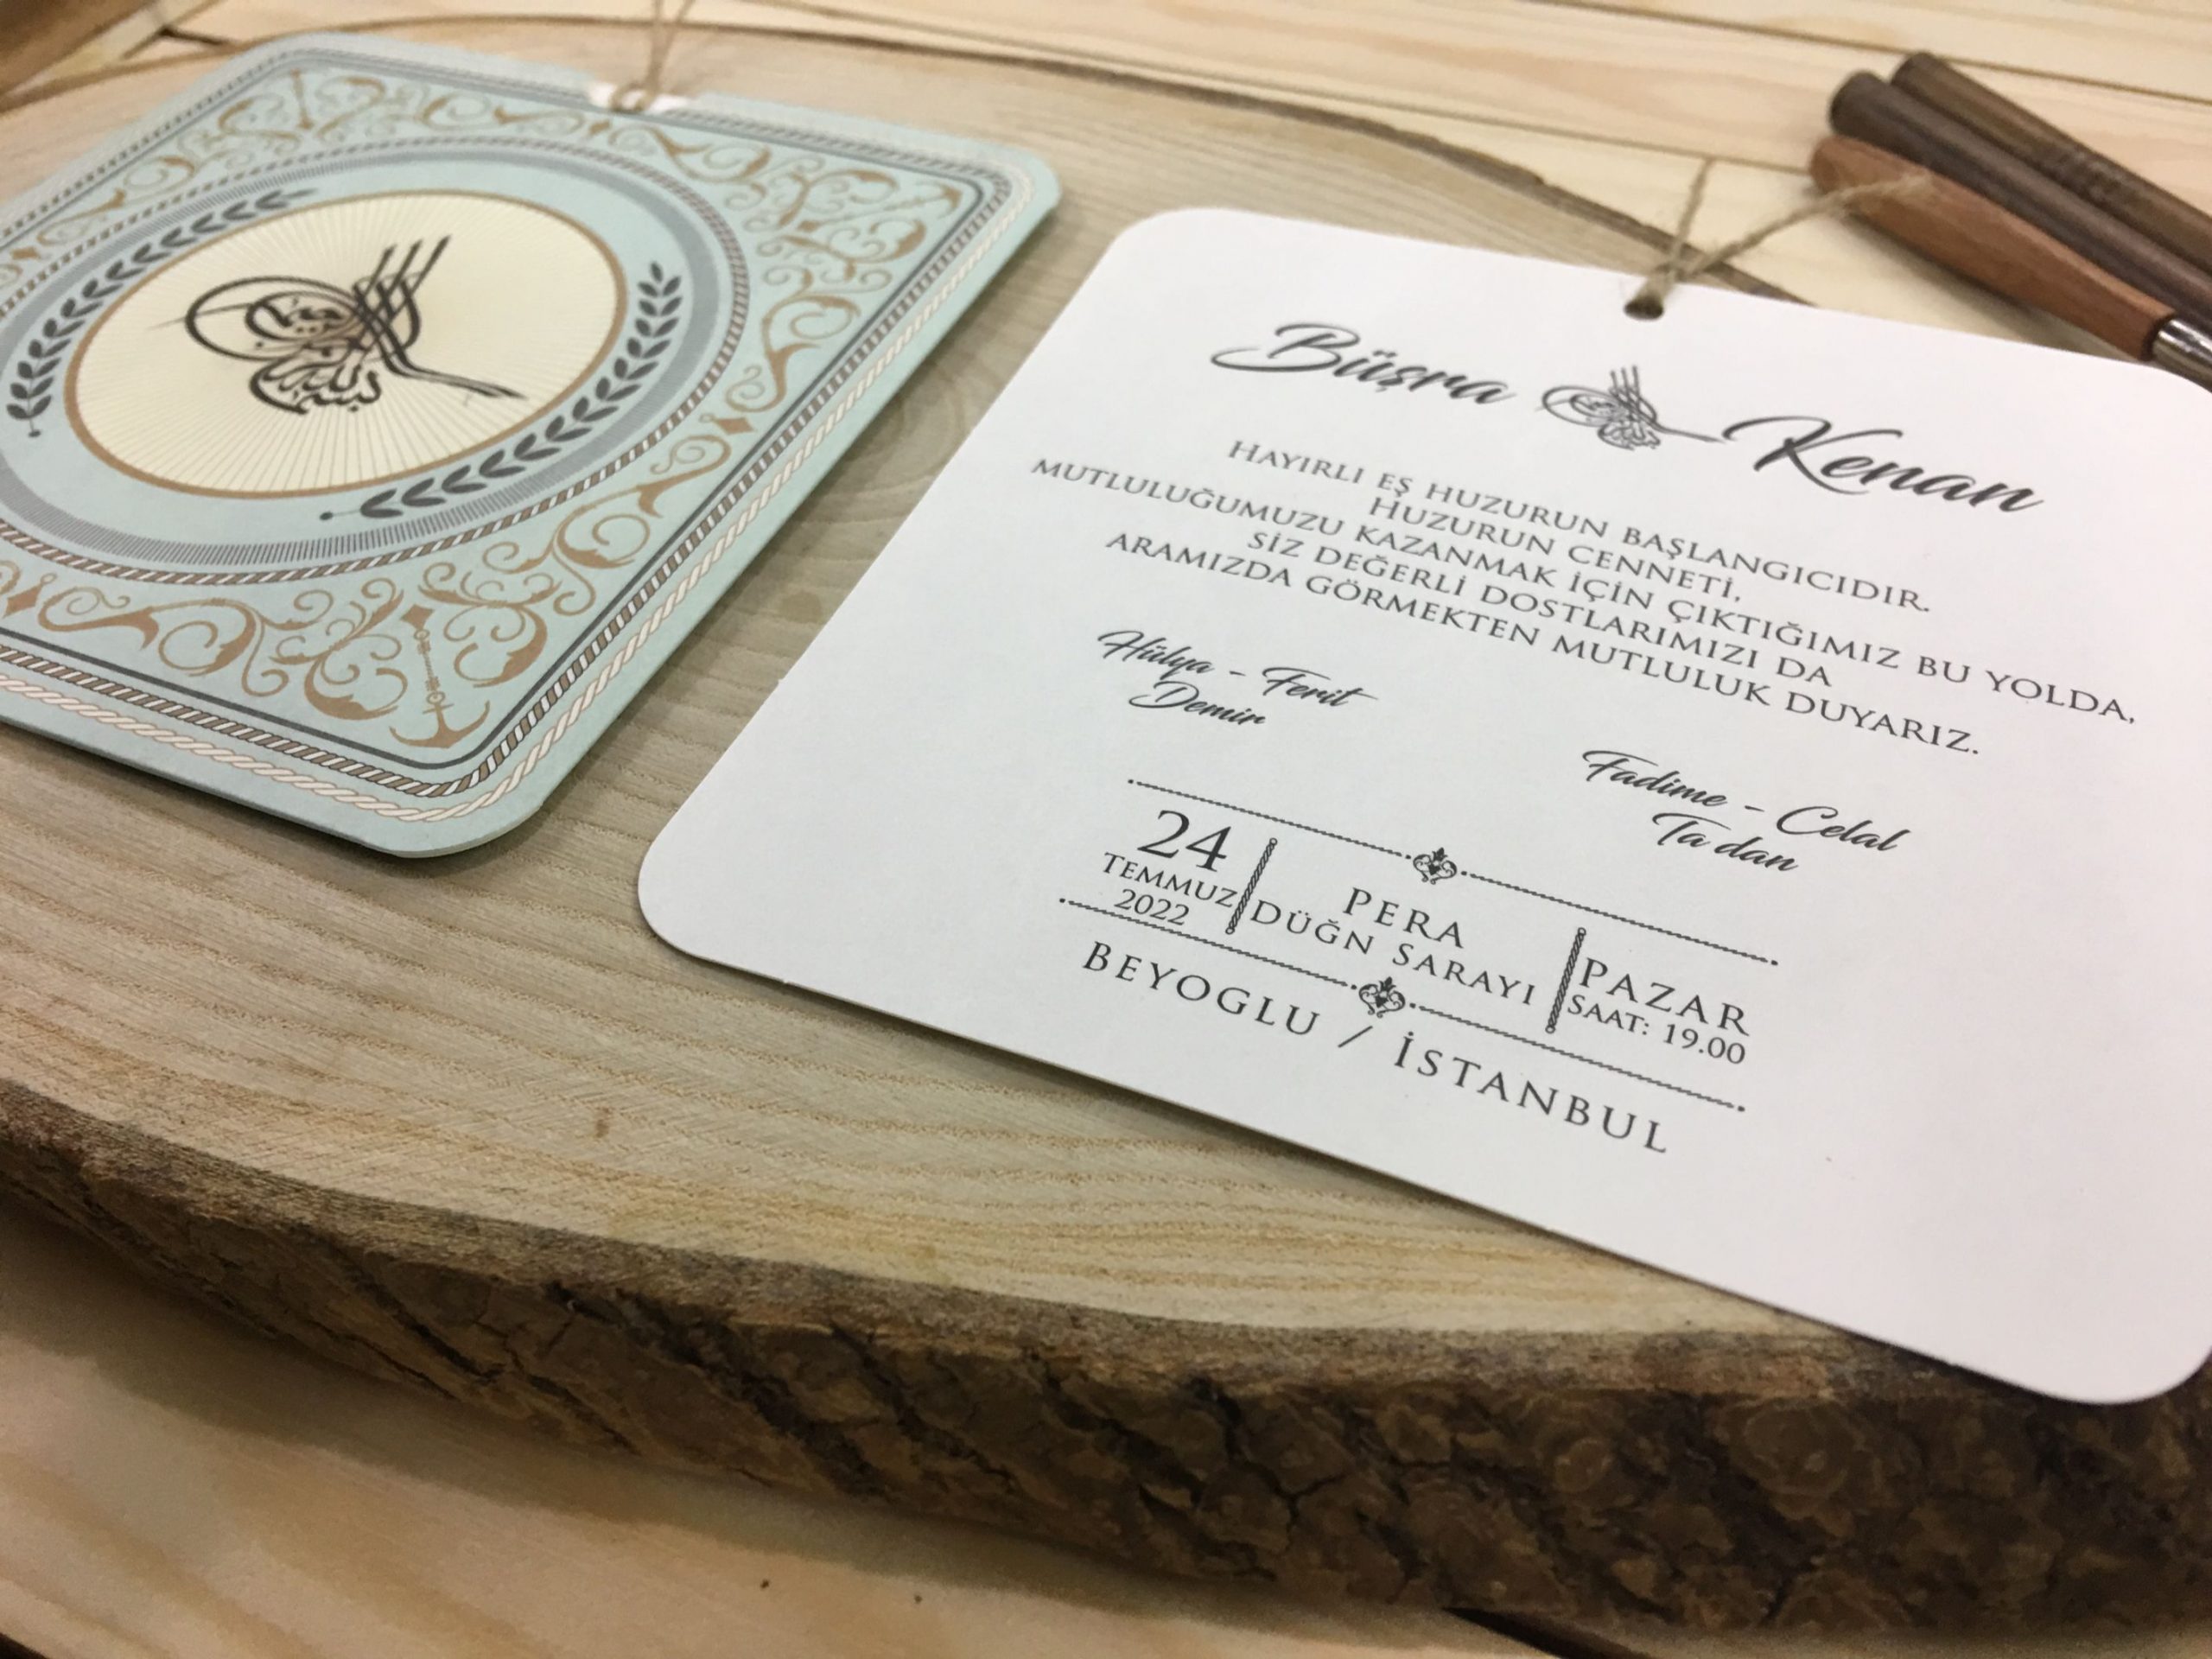 Büşra Kenan
HAYIRLI EŞ HUZURUN BAŞLANGICIDIR.
HUZURUN CENNETİ,
MUTLULUĞUMUZU KAZANMAK İÇİN ÇIKTIĞIMIZ BU YOLDA,
SİZ DEĞERLİ DOSTLARIMIZI DA
ARAMIZDA GÖRMEKTEN MUTLULUK DUYARIZ.
Hülya - Ferit
Demir
Fadime - Celal
Ta dan
24
TEMMUZ
2022
PERA
DÜĞN SARAYI
PAZAR
SAAT: 19.00
BEYOGLU / İSTANBUL